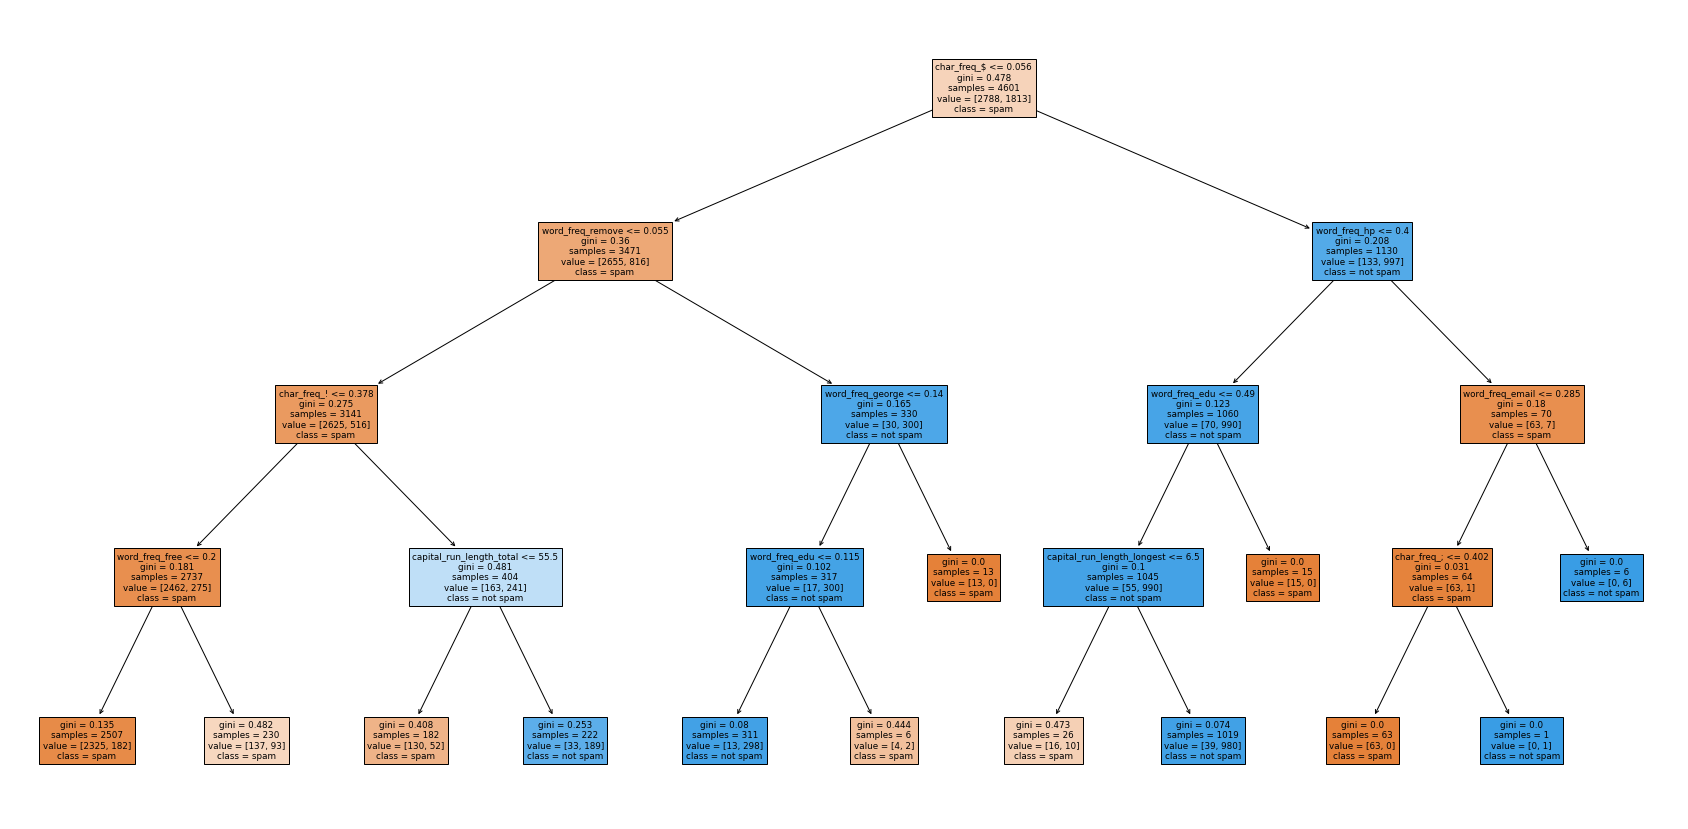 char_freq_$ <= 0.056
gini = 0.478
samples = 4601
value = [2788, 1813]
class = spam
word_freq_remove <= 0.055
gini = 0.36
samples = 3471
value = [2655, 816]
class = spam
word_freq_hp <= 0.4
gini = 0.208
samples = 1130
value = [133, 997]
class = not spam
char_freq_! <= 0.378
gini = 0.275
samples = 3141
value = [2625, 516]
class = spam
word_freq_george <= 0.14
gini = 0.165
samples = 330
value = [30, 300]
class = not spam
word_freq_edu <= 0.49
gini = 0.123
samples = 1060
value = [70, 990]
class = not spam
word_freq_email <= 0.285
gini = 0.18
samples = 70
value = [63, 7]
class = spam
word_freq_free <= 0.2
gini = 0.181
samples = 2737
value = [2462, 275]
class = spam
capital_run_length_total <= 55.5
gini = 0.481
samples = 404
value = [163, 241]
class = not spam
word_freq_edu <= 0.115
gini = 0.102
samples = 317
value = [17, 300]
class = not spam
gini = 0.0
samples = 13
value = [13, 0]
class = spam
capital_run_length_longest <= 6.5
gini = 0.1
samples = 1045
value = [55, 990]
class = not spam
gini = 0.0
samples = 15
value = [15, 0]
class = spam
char_freq_; <= 0.402
gini = 0.031
samples = 64
value = [63, 1]
class = spam
gini = 0.0
samples = 6
value = [0, 6]
class = not spam
gini = 0.135
samples = 2507
value = [2325, 182]
class = spam
gini = 0.482
samples = 230
value = [137, 93]
class = spam
gini = 0.408
samples = 182
value = [130, 52]
class = spam
gini = 0.253
samples = 222
value = [33, 189]
class = not spam
gini = 0.08
samples = 311
value = [13, 298]
class = not spam
gini = 0.444
samples = 6
value = [4, 2]
class = spam
gini = 0.473
samples = 26
value = [16, 10]
class = spam
gini = 0.074
samples = 1019
value = [39, 980]
class = not spam
gini = 0.0
samples = 63
value = [63, 0]
class = spam
gini = 0.0
samples = 1
value = [0, 1]
class = not spam